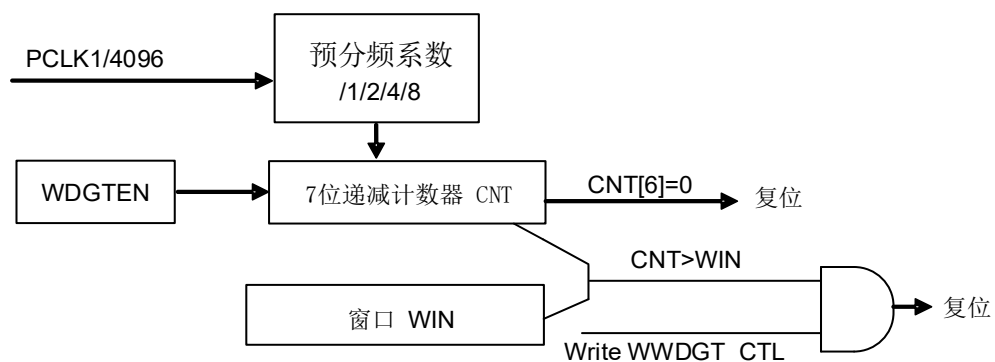 PCLK1/4096
预分频系数
/1/2/4/8
WDGTEN
7位递减计数器 CNT
CNT[6]=0
复位
CNT>WIN
窗口 WIN
复位
Write WWDGT_CTL